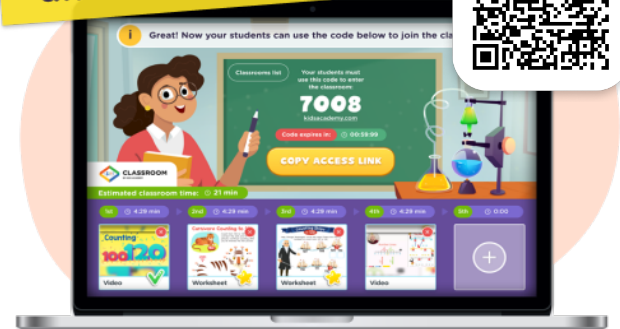 Great! Now your students can use the code below to join the cla
Classrooms list
Your students must
use this code to enter
the classroom:
7008
kidsacademy.com
Code expires in: 00:59:99
COPY ACCESS LINK
CLASSROOM
Estimated classroom time: 21 min
1st 4.29 min 2nd 4.29 min 3rd 4.29 min 4th 4.29 min 5th 0:00
Counting
100 120
Video
Worksheet
Worksheet
Video